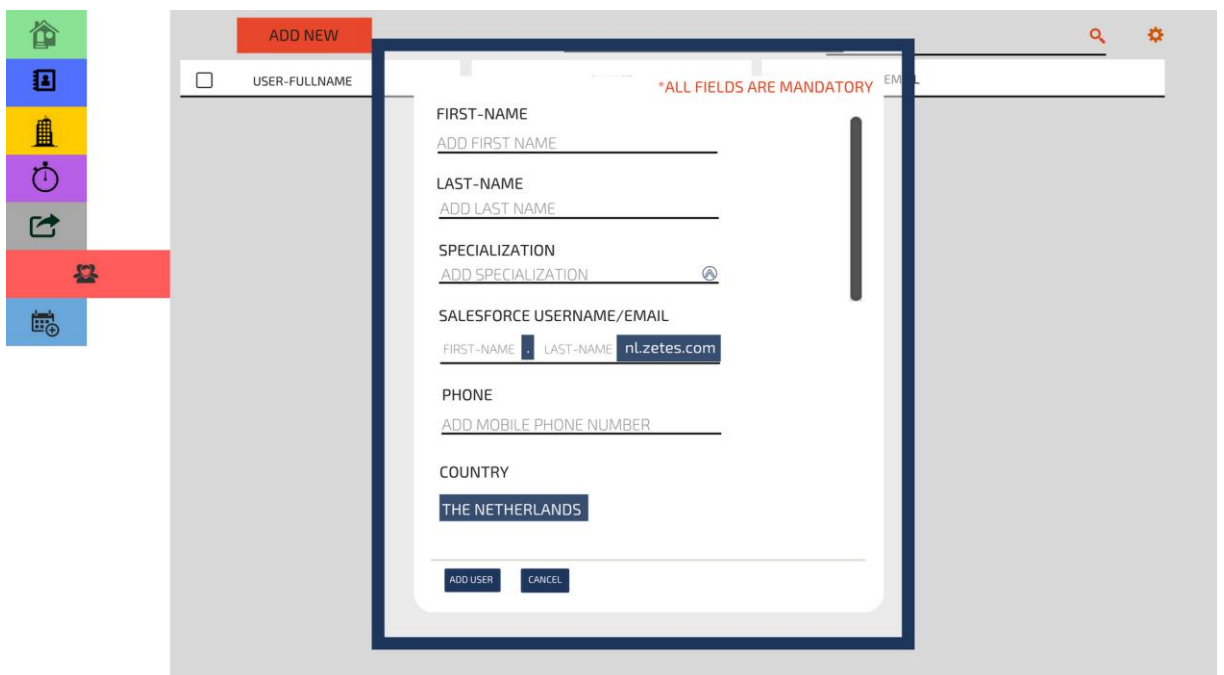 ADD NEW
USER-FULLNAME
*ALL FIELDS ARE MANDATORY
FIRST-NAME
ADD FIRST NAME
LAST-NAME
ADD LAST NAME
SPECIALIZATION
ADD SPECIALIZATION
SALESFORCE USERNAME/EMAIL
FIRST-NAME . LAST-NAME nl.zetes.com
PHONE
ADD MOBILE PHONE NUMBER
COUNTRY
THE NETHERLANDS
ADD USER CANCEL